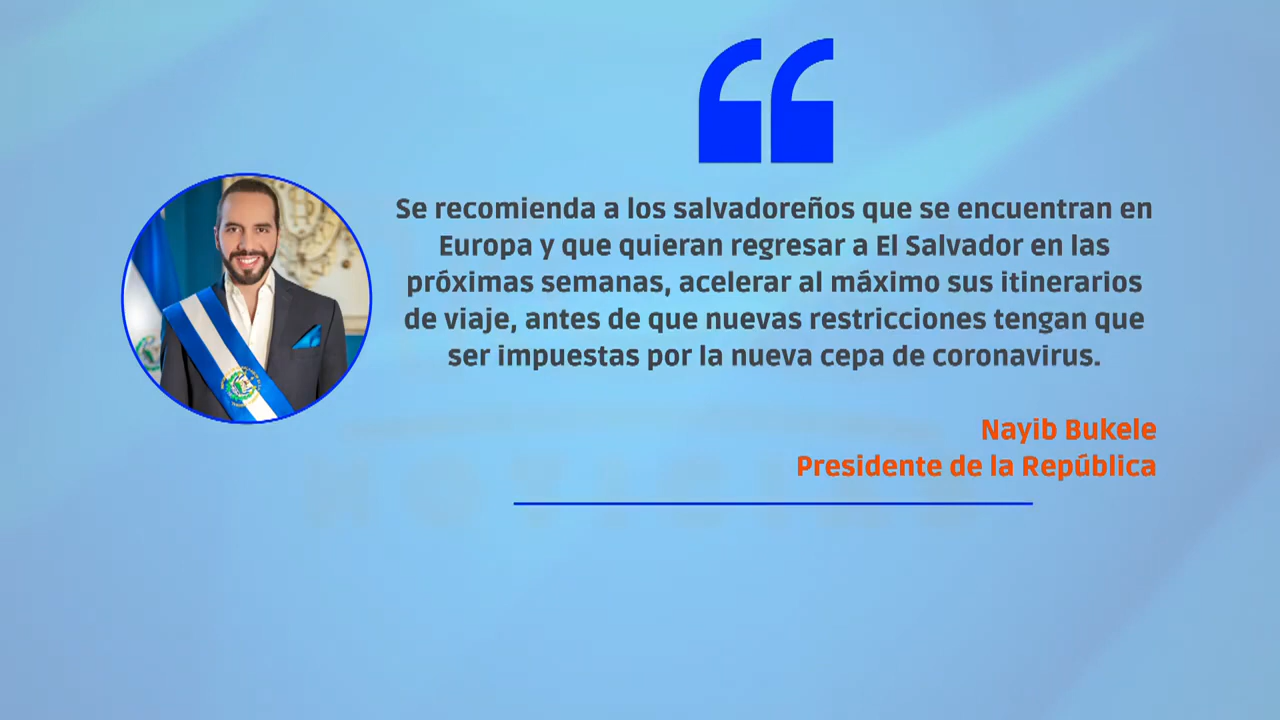 Se recomienda a los salvadoreños que se encuentran en
Europa y que quieran regresar a El Salvador en las
próximas semanas, acelerar al máximo sus itinerarios
de viaje, antes de que nuevas restricciones tengan que
ser impuestas por la nueva cepa de coronavirus.
Nayib Bukele
Presidente de la República